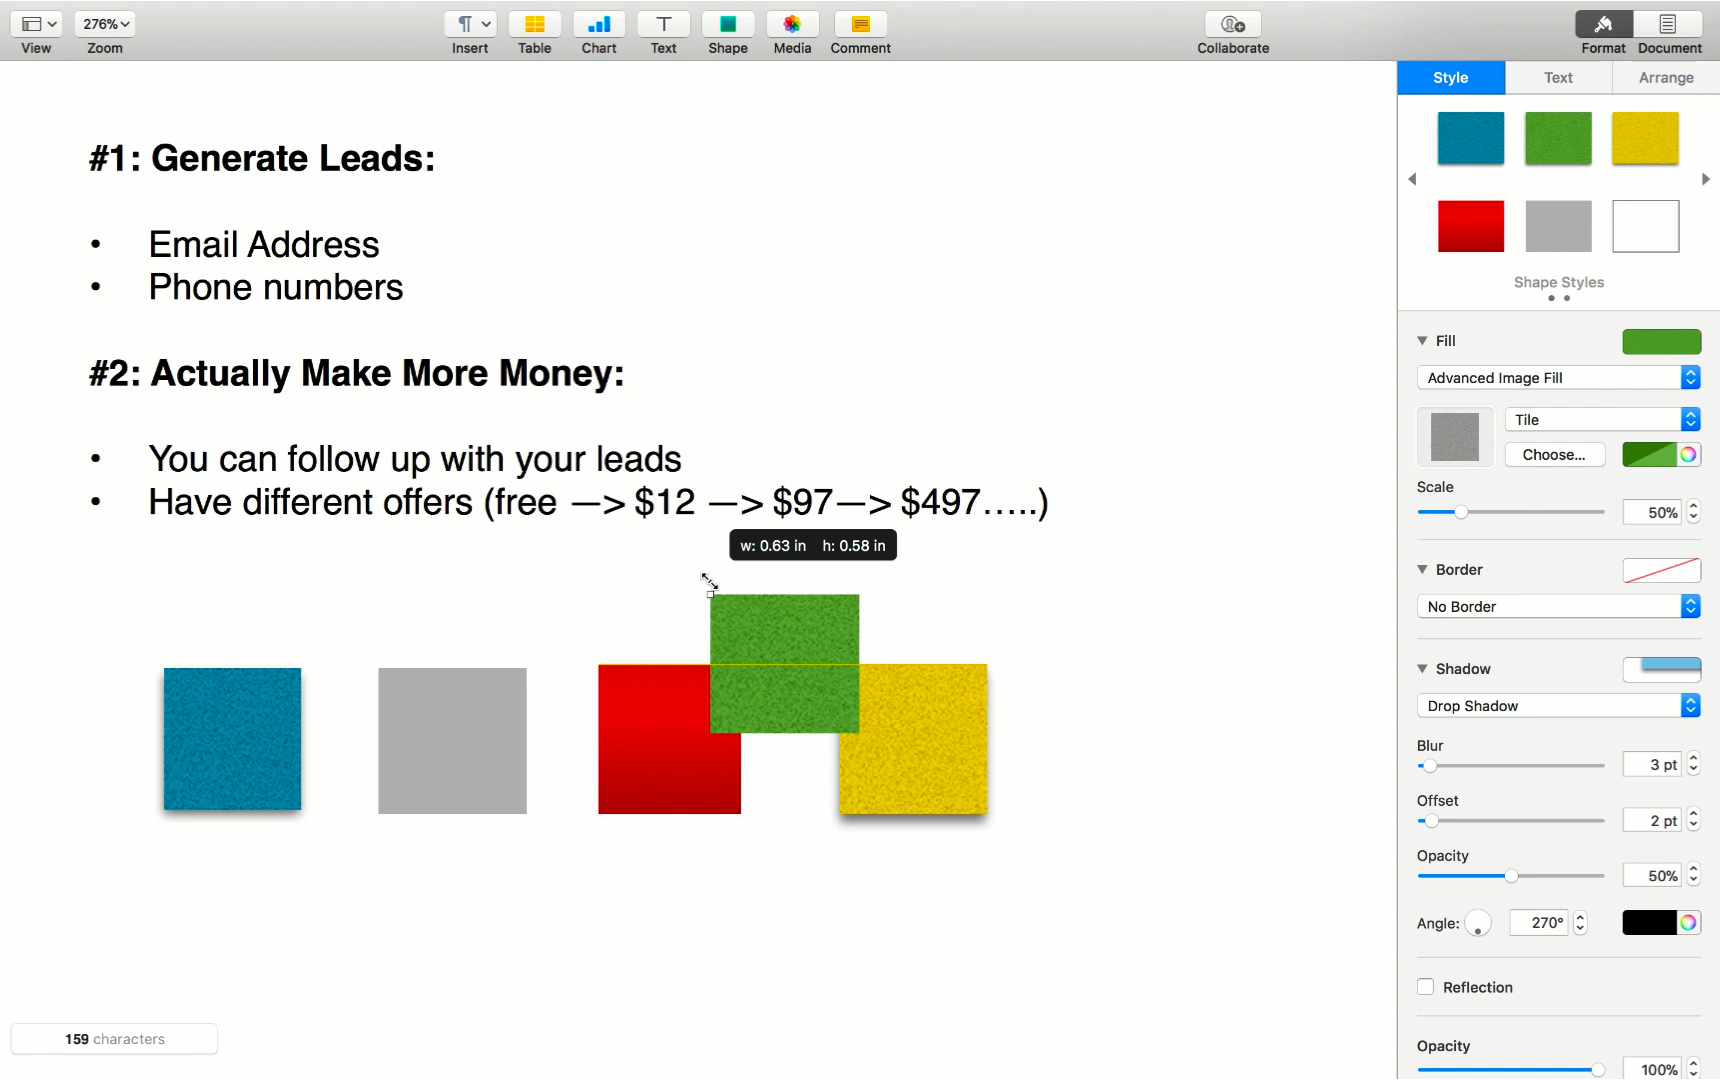 276%
View
Zoom
Insert
Table
Chart
Text
Shape
Media
Comment
Collaborate
Format
Document
Style
Text
Arrange
#1: Generate Leads:
• Email Address
• Phone numbers
#2: Actually Make More Money:
• You can follow up with your leads
• Have different offers (free —> $12 —> $97—> $497…..)
w: 0.63 in h: 0.58 in
159 characters
Shape Styles
Fill
Advanced Image Fill
Tile
Choose...
Scale
50%
Border
No Border
Shadow
Drop Shadow
Blur
3 pt
Offset
2 pt
Opacity
50%
Angle:
270°
Reflection
Opacity
100%